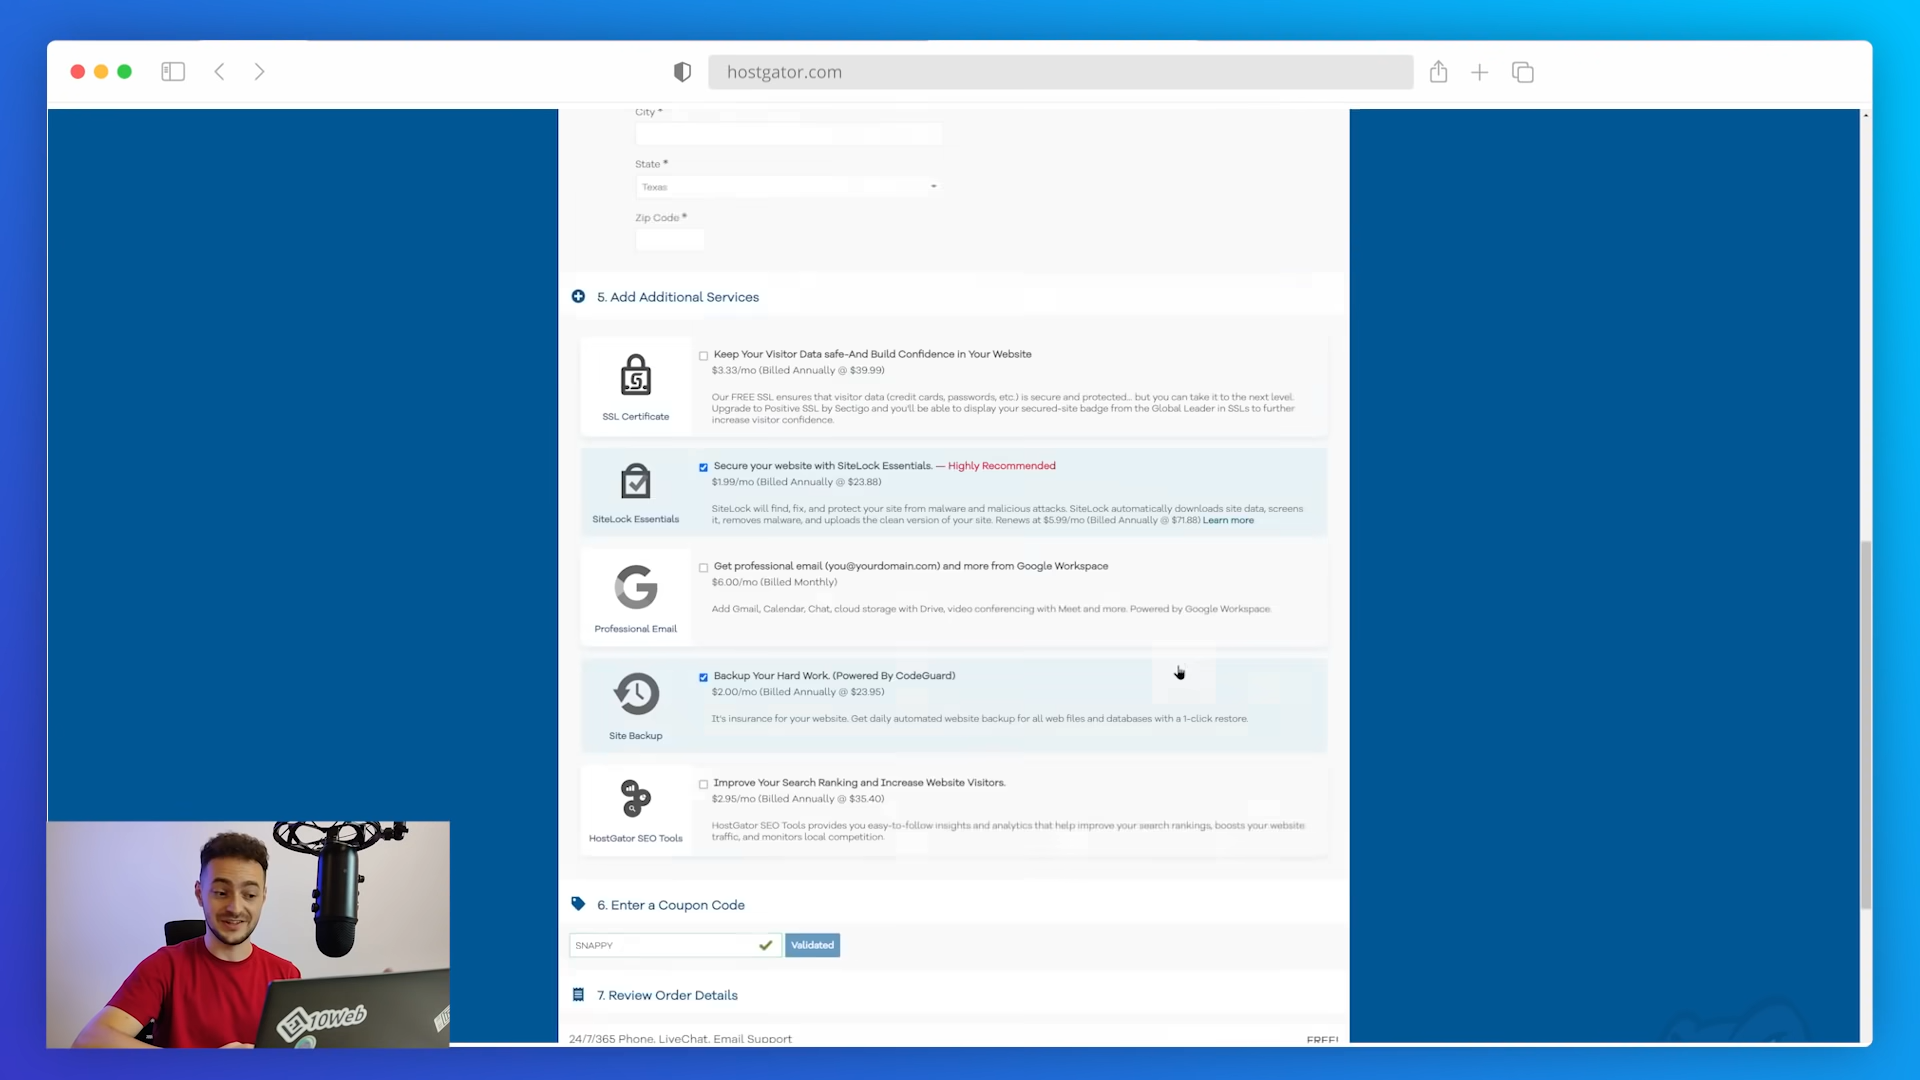 hostgator.com
City *
State *
Texas
Zip Code *
5. Add Additional Services
SSL Certificate
Keep Your Visitor Data safe-And Build Confidence in Your Website
$3.33/mo (Billed Annually @ $39.99)
Our FREE SSL ensures that visitor data (credit cards, passwords, etc.) is secure and protected... but you can take it to the next level.
Upgrade to Positive SSL by Sectigo and you'll be able to display your secured-site badge from the Global Leader in SSLs to further
increase visitor confidence.
SiteLock Essentials
Secure your website with SiteLock Essentials. — Highly Recommended
$1.99/mo (Billed Annually @ $23.88)
SiteLock will find, fix, and protect your site from malware and malicious attacks. SiteLock automatically downloads site data, screens
it, removes malware, and uploads the clean version of your site. Renews at $5.99/mo (Billed Annually @ $71.88) Learn more
Professional Email
Get professional email (you@yourdomain.com) and more from Google Workspace
$6.00/mo (Billed Monthly)
Add Gmail, Calendar, Chat, cloud storage with Drive, video conferencing with Meet and more. Powered by Google Workspace.
Site Backup
Backup Your Hard Work. (Powered By CodeGuard)
$2.00/mo (Billed Annually @ $23.95)
It's insurance for your website. Get daily automated website backup for all web files and databases with a 1-click restore.
HostGator SEO Tools
Improve Your Search Ranking and Increase Website Visitors.
$2.95/mo (Billed Annually @ $35.40)
HostGator SEO Tools provides you easy-to-follow insights and analytics that help improve your search rankings, boosts your website
traffic, and monitors local competition.
6. Enter a Coupon Code
SNAPPY
Validated
7. Review Order Details
24/7/365 Phone, LiveChat, Email Support
FREE!
10Web